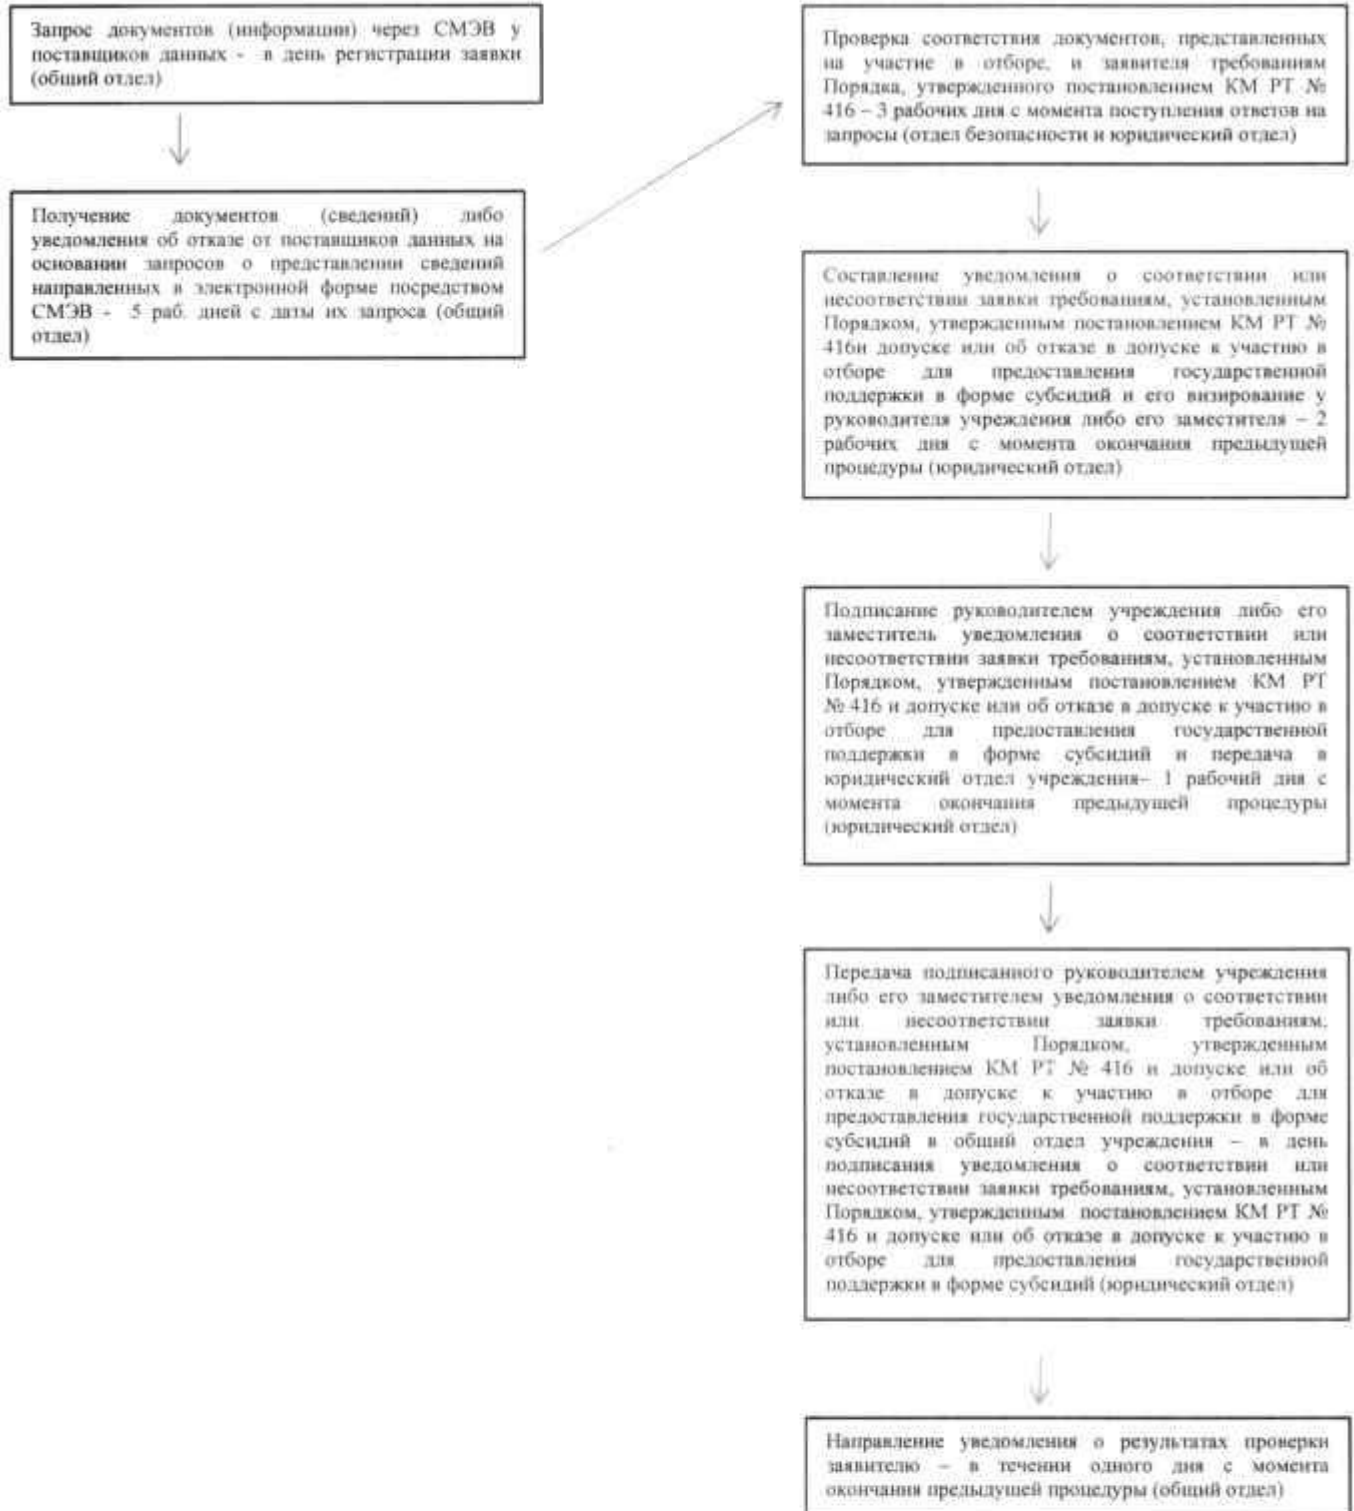 Запрос документов (информации) через СМЭВ у
поставщиков данных - в день регистрации заявки
(общий отдел)
Получение документов (сведений) либо
уведомления об отказе от поставщиков данных на
основании запросов о представлении сведений
направленных в электронной форме посредством
СМЭВ - 5 раб. дней с даты их запроса (общий
отдел)
Проверка соответствия документов, представленных
на участие в отборе, и заявителя требованиям
Порядка, утвержденного постановлением КМ РТ №
416 – 3 рабочих дня с момента поступления ответов на
запросы (отдел безопасности и юридический отдел)
Составление уведомления о соответствии или
несоответствии заявки требованиям, установленным
Порядком, утвержденным постановлением КМ РТ №
416и допуске или об отказе в допуске к участию в
отборе для предоставления государственной
поддержки в форме субсидий и его визирование у
руководителя учреждения либо его заместителя – 2
рабочих дня с момента окончания предыдущей
процедуры (юридический отдел)
Подписание руководителем учреждения либо его
заместитель уведомления о соответствии или
несоответствии заявки требованиям, установленным
Порядком, утвержденным постановлением КМ РТ
№ 416 и допуске или об отказе в допуске к участию в
отборе для предоставления государственной
поддержки в форме субсидий и передача в
юридический отдел учреждения– 1 рабочий дня с
момента окончания предыдущей процедуры
(юридический отдел)
Передача подписанного руководителем учреждения
либо его заместителем уведомления о соответствии
или несоответствии заявки требованиям,
установленным Порядком, утвержденным
постановлением КМ РТ № 416 и допуске или об
отказе в допуске к участию в отборе для
предоставления государственной поддержки в форме
субсидий в общий отдел учреждения – в день
подписания уведомления о соответствии или
несоответствии заявки требованиям, установленным
Порядком, утвержденным постановлением КМ РТ №
416 и допуске или об отказе в допуске к участию в
отборе для предоставления государственной
поддержки в форме субсидий (юридический отдел)
Направление уведомления о результатах проверки
заявителю – в течении одного дня с момента
окончания предыдущей процедуры (общий отдел)